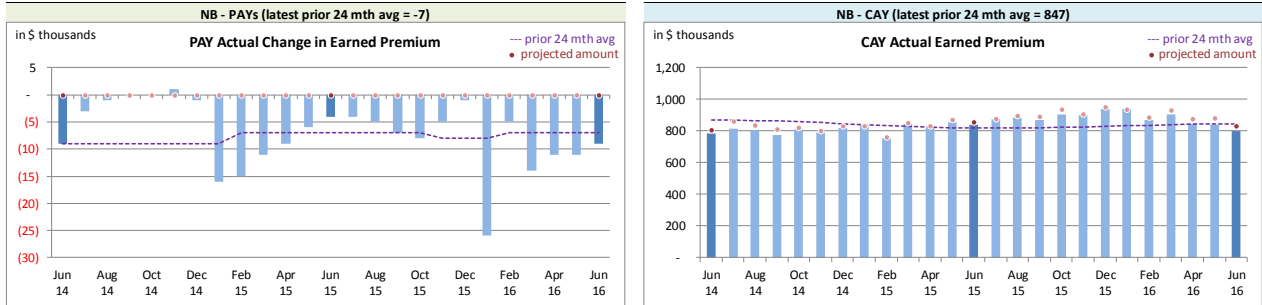 NB - PAYs (latest prior 24 mth avg = -7)
in $ thousands
PAY Actual Change in Earned Premium
--- prior 24 mth avg
● projected amount
5
-
(5)
(10)
(15)
(20)
(25)
(30)
Jun 14 Aug 14 Oct 14 Dec 14 Feb 15 Apr 15 Jun 15 Aug 15 Oct 15 Dec 15 Feb 16 Apr 16 Jun 16
NB - CAY (latest prior 24 mth avg = 847)
in $ thousands
CAY Actual Earned Premium
--- prior 24 mth avg
● projected amount
1,200
1,000
800
600
400
200
-
Jun 14 Aug 14 Oct 14 Dec 14 Feb 15 Apr 15 Jun 15 Aug 15 Oct 15 Dec 15 Feb 16 Apr 16 Jun 16